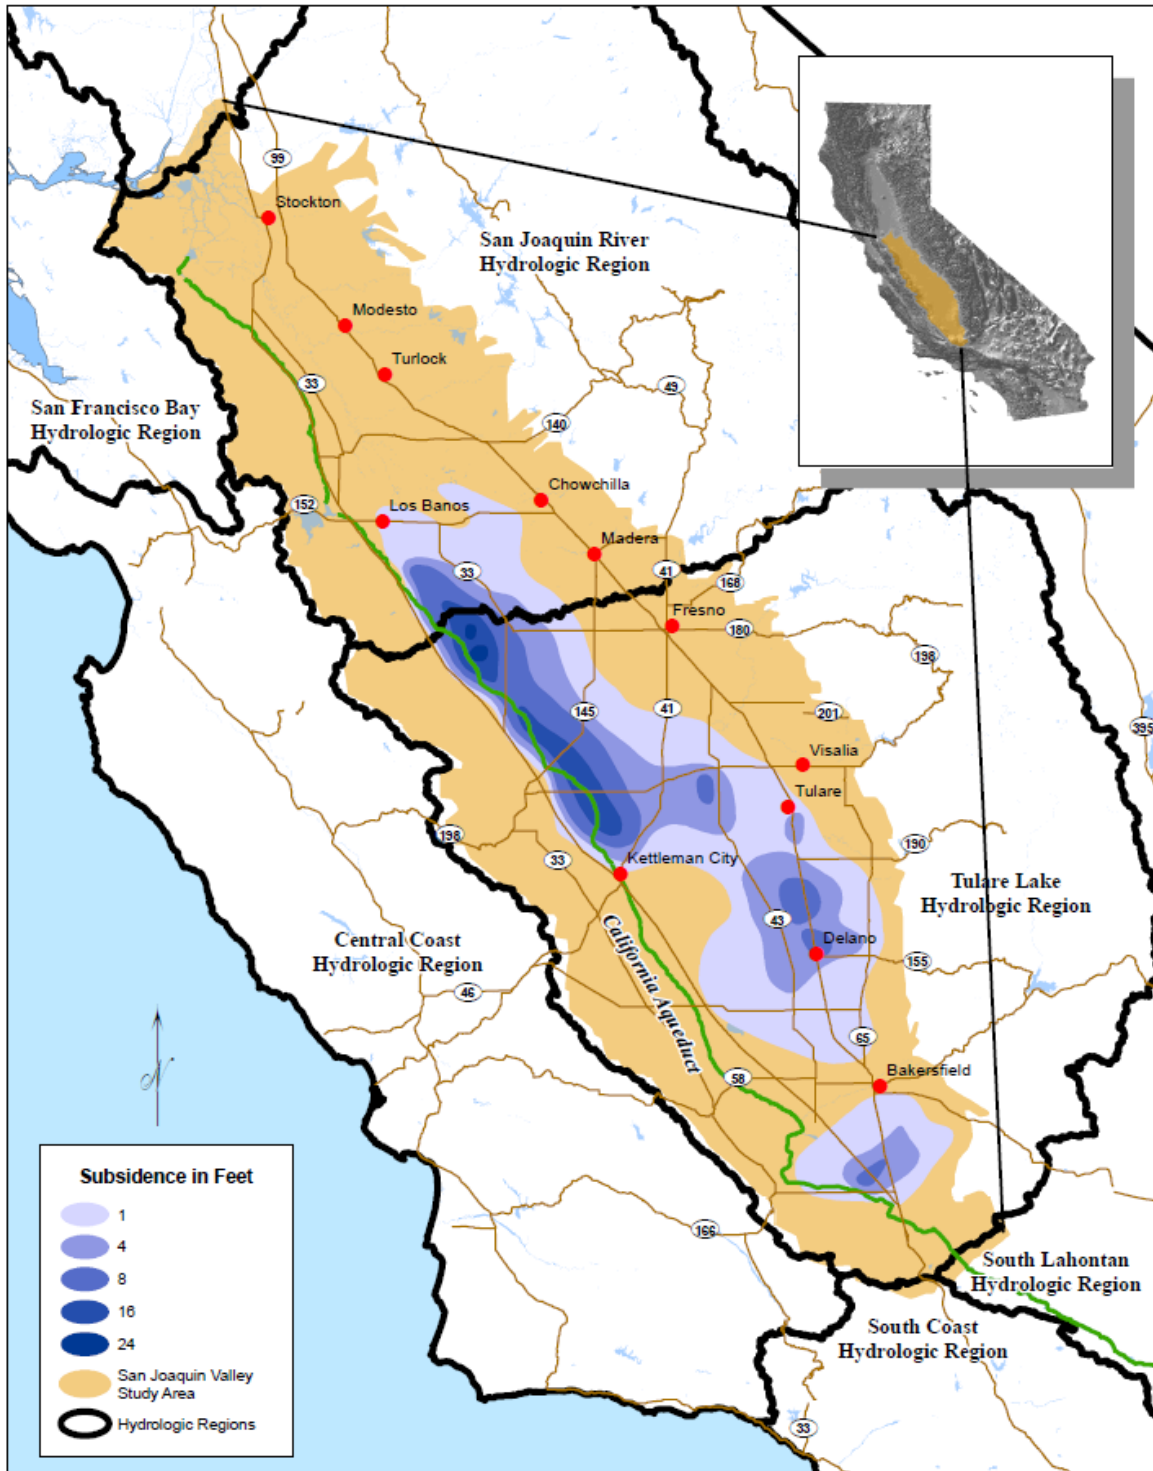 99
Stockton
San Joaquin River
Hydrologic Region
Modesto
Turlock
33
49
San Francisco Bay
Hydrologic Region
140
Chowchilla
152
Los Banos
Madera
33
41
168
Fresno
180
198
145
41
201
395
Visalia
Tulare
198
33
190
Kettleman City
Tulare Lake
Hydrologic Region
43
Central Coast
Hydrologic Region
California Aqueduct
Delano
155
46
65
58
Bakersfield
N
166
South Lahontan
Hydrologic Region
South Coast
Hydrologic Region
33
Subsidence in Feet
1
4
8
16
24
San Joaquin Valley
Study Area
Hydrologic Regions